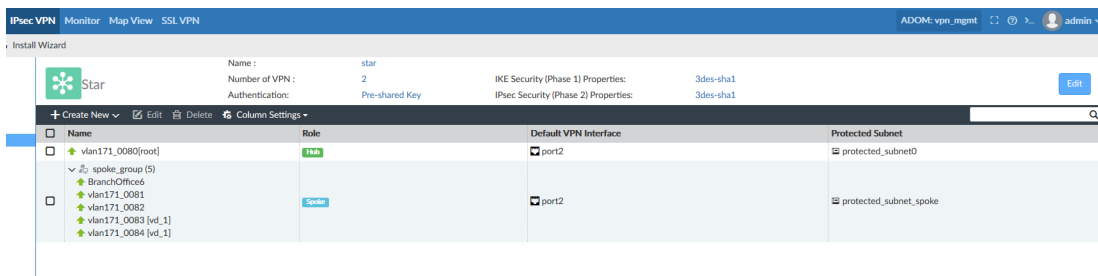 IPsec VPN Monitor Map View SSL VPN ADOM: vpn_mgmt admin
Install Wizard
Star
Name : star
Number of VPN : 2 IKE Security (Phase 1) Properties: 3des-sha1
Authentication: Pre-shared Key IPsec Security (Phase 2) Properties: 3des-sha1
Edit
Create New Edit Delete Column Settings
Name Role Default VPN Interface Protected Subnet
vlan171_0080[root] Hub port2 protected_subnet0
spoke_group (5)
BranchOffice6
vlan171_0081
vlan171_0082
vlan171_0083 [vd_1]
vlan171_0084 [vd_1]
Spoke port2 protected_subnet_spoke